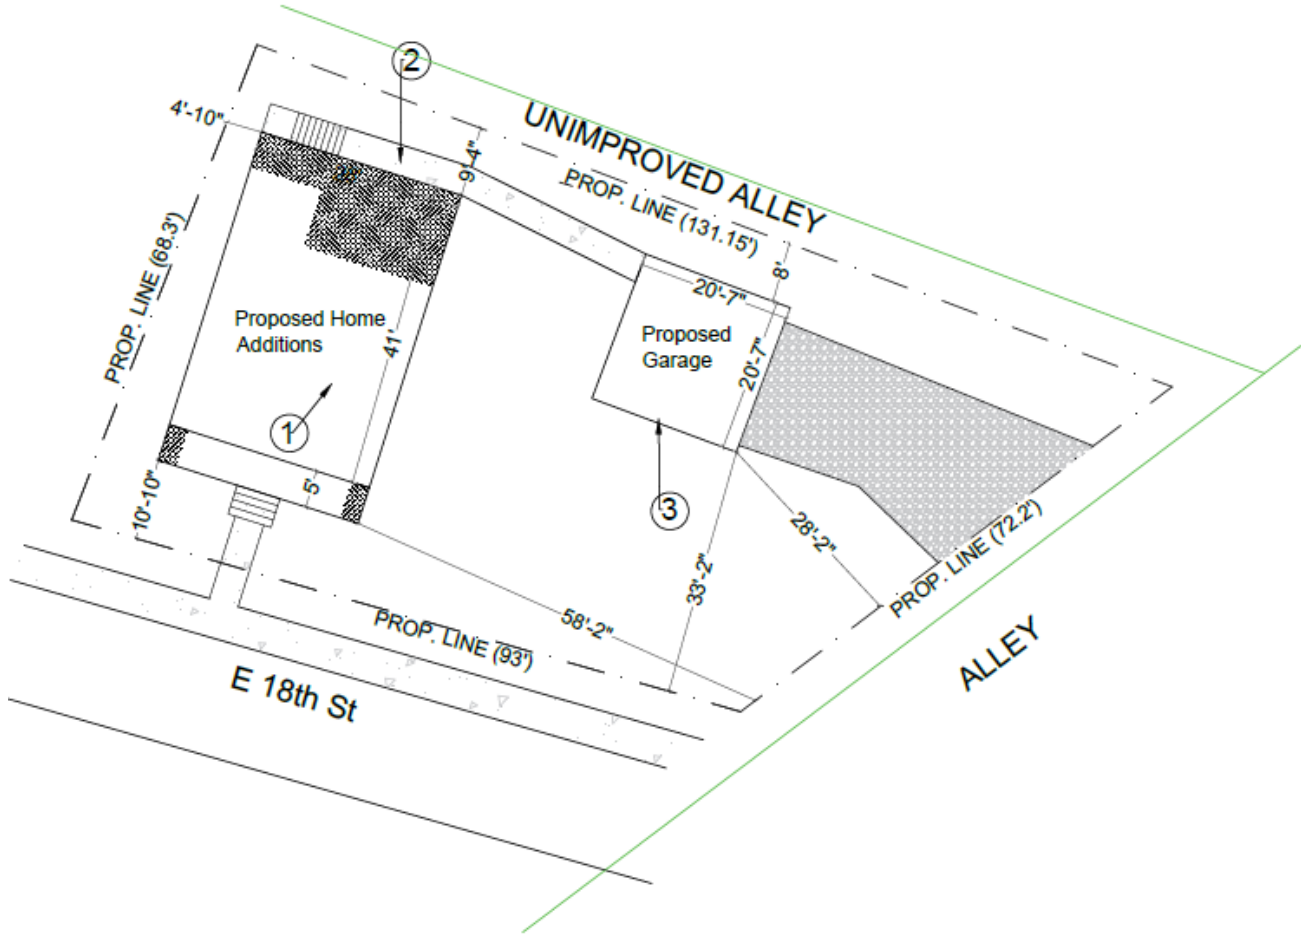 2
4'-10"
UNIMPROVED ALLEY
9'-4"
PROP. LINE (131.15')
8'
20'-7"
PROP. LINE (68.3')
Proposed Home
Additions
41'
Proposed
Garage
20'-7"
1
5'
10'-10"
3
28'-2"
PROP. LINE (72.2')
33'-2"
58'-2"
PROP. LINE (93')
ALLEY
E 18th St